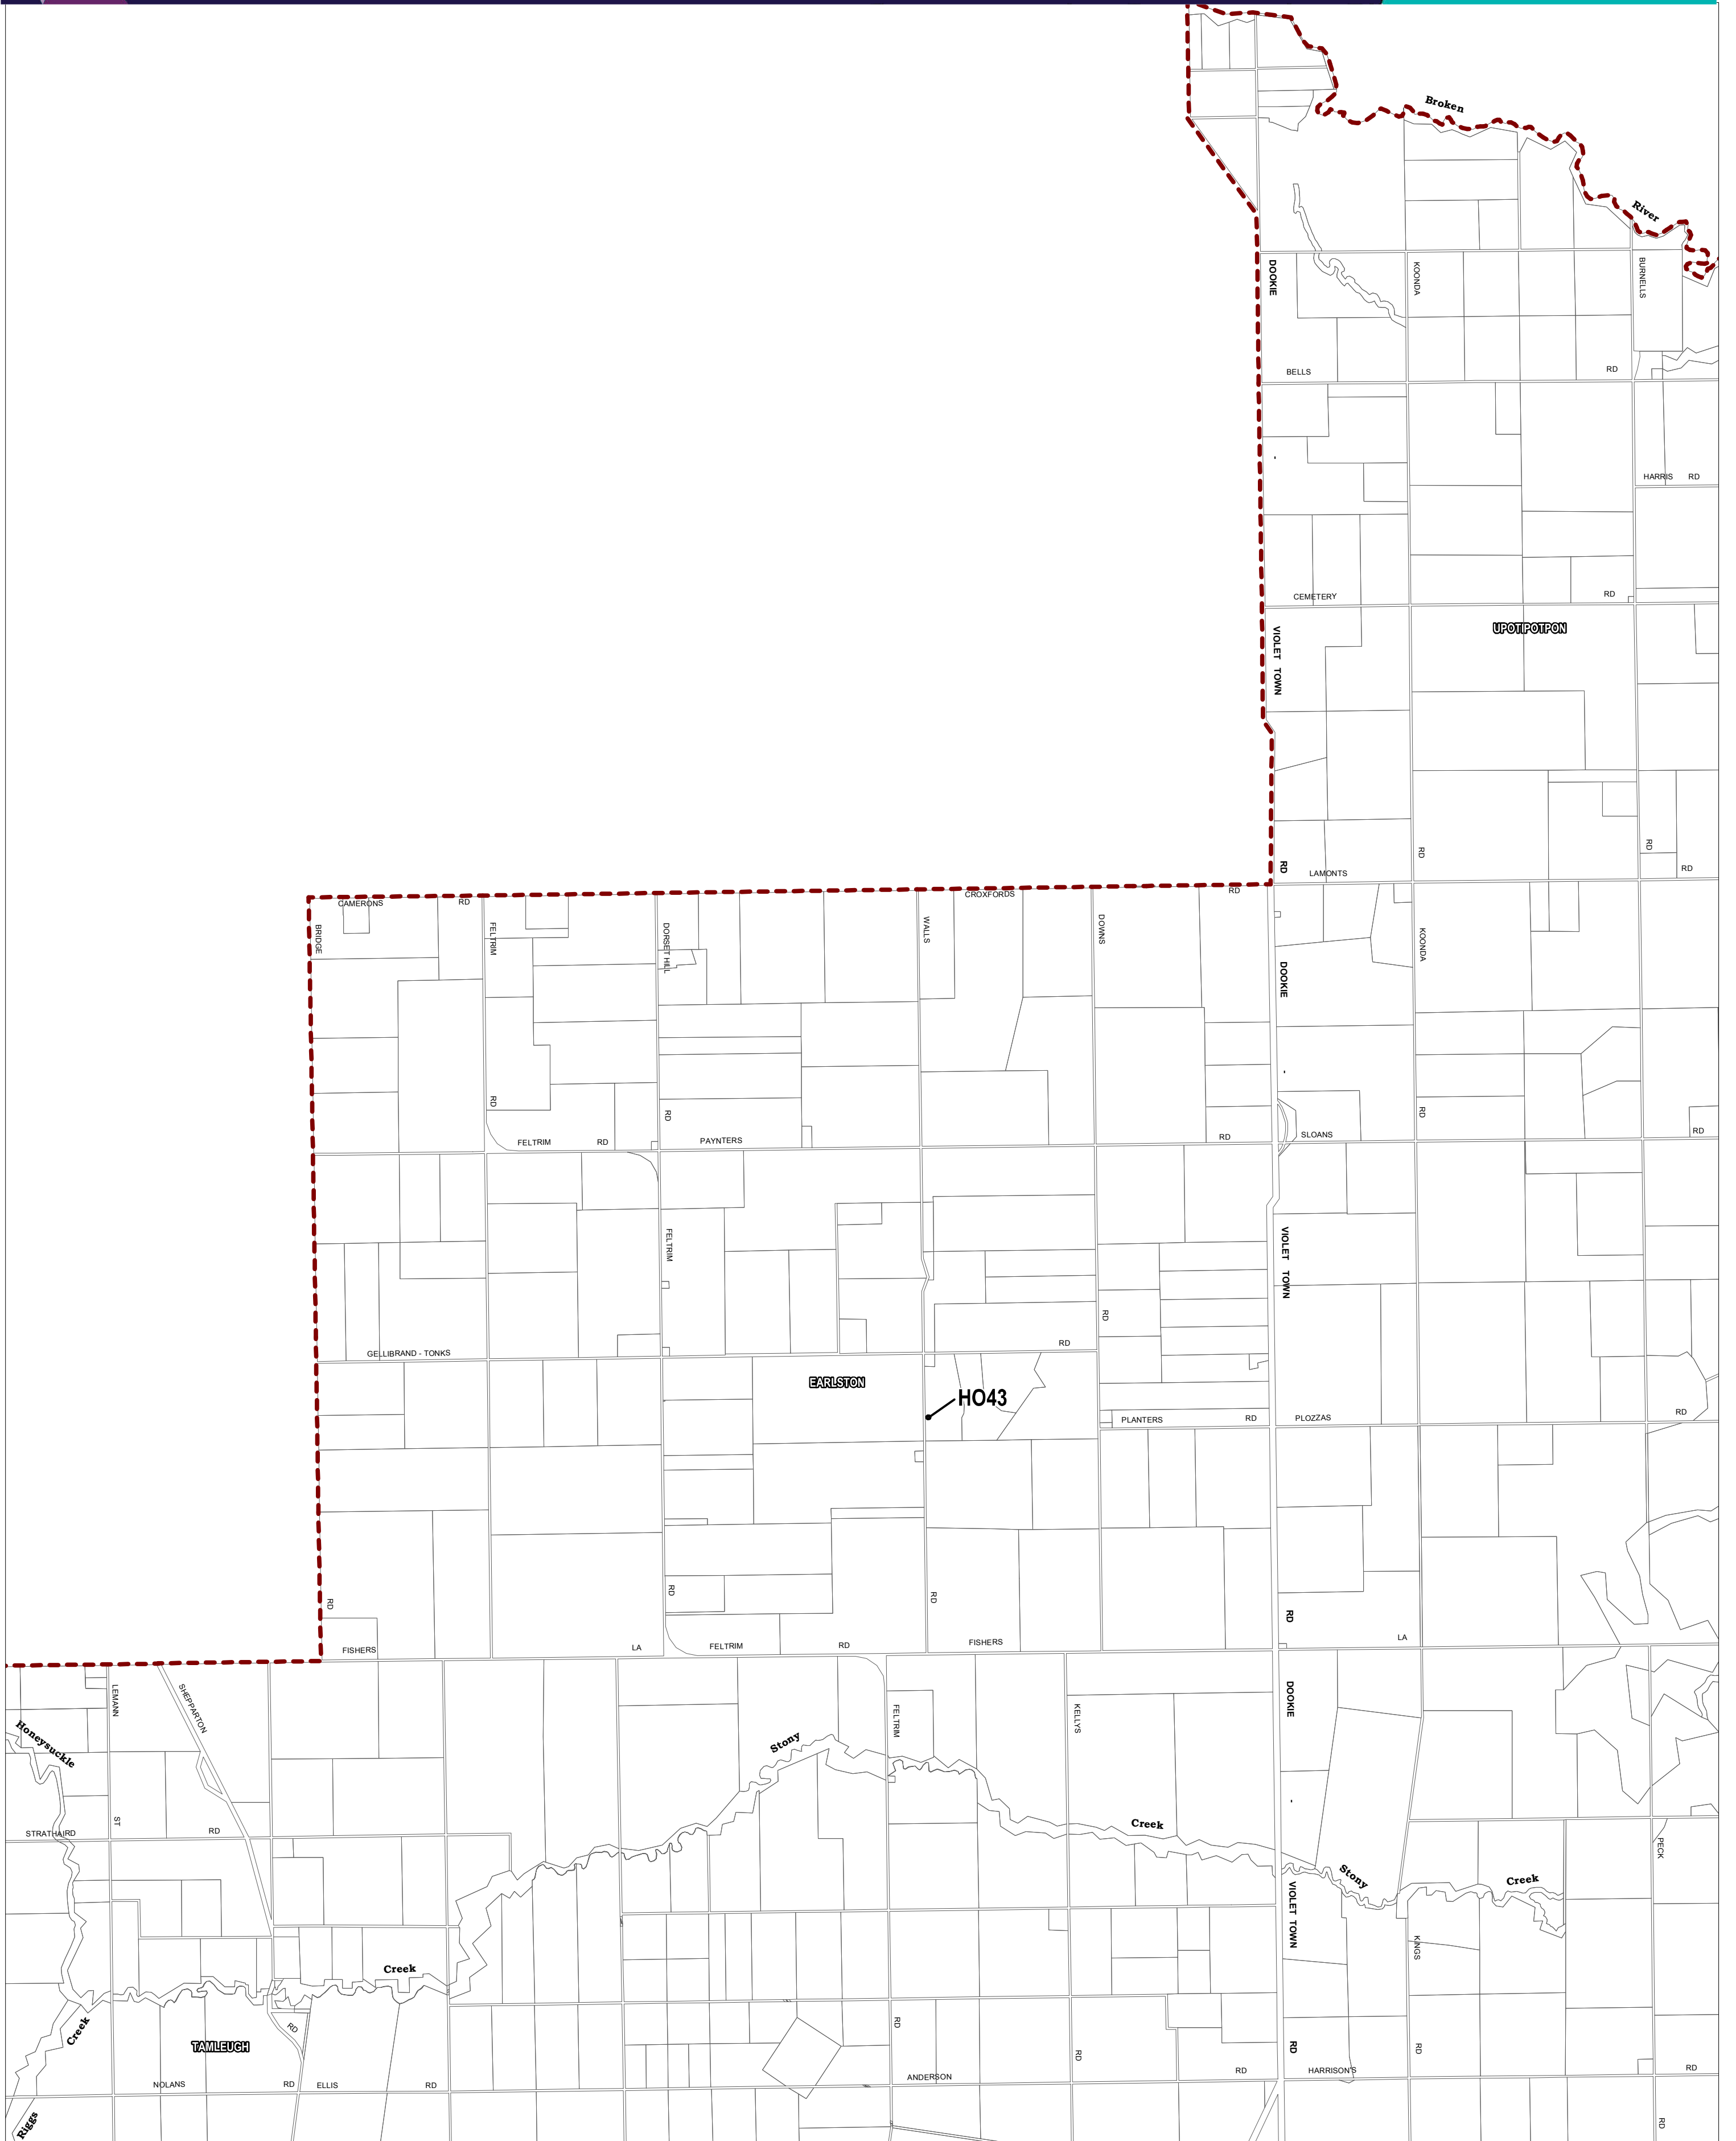 Broken
River
DOOKIE
KOONDA
BURNELLS
BELLS
RD
HARRIS RD
CEMETERY
RD
VIOLET TOWN
UPOTIPOTPON
RD
RD
RD
LAMONTS
RD
CAMERONS
RD
CROXFORDS
RD
BRIDGE
FELTRIM
DORSET HILL
WALLS
DOWNS
DOOKIE
KOONDA
RD
RD
RD
FELTRIM
RD
PAYNTERS
RD
SLOANS
RD
FELTRIM
VIOLET TOWN
RD
RD
GELLIBRAND - TONKS
EARLSTON
HO43
PLANTERS
RD
PLOZZAS
RD
RD
RD
RD
RD
FISHERS
LA
FELTRIM
RD
FISHERS
LA
LEMANN
SHEPPARTON
Honeysuckle
Stony
FELTRIM
KELLYS
DOOKIE
ST
STRATHAIRD
RD
Creek
PECK
Stony
Creek
VIOLET TOWN
KINGS
Creek
Creek
RD
TAMLEUGH
RD
RD
RD
RD
NOLANS
RD
ELLIS
RD
ANDERSON
RD
HARRISON'S
RD
Riggs
RD